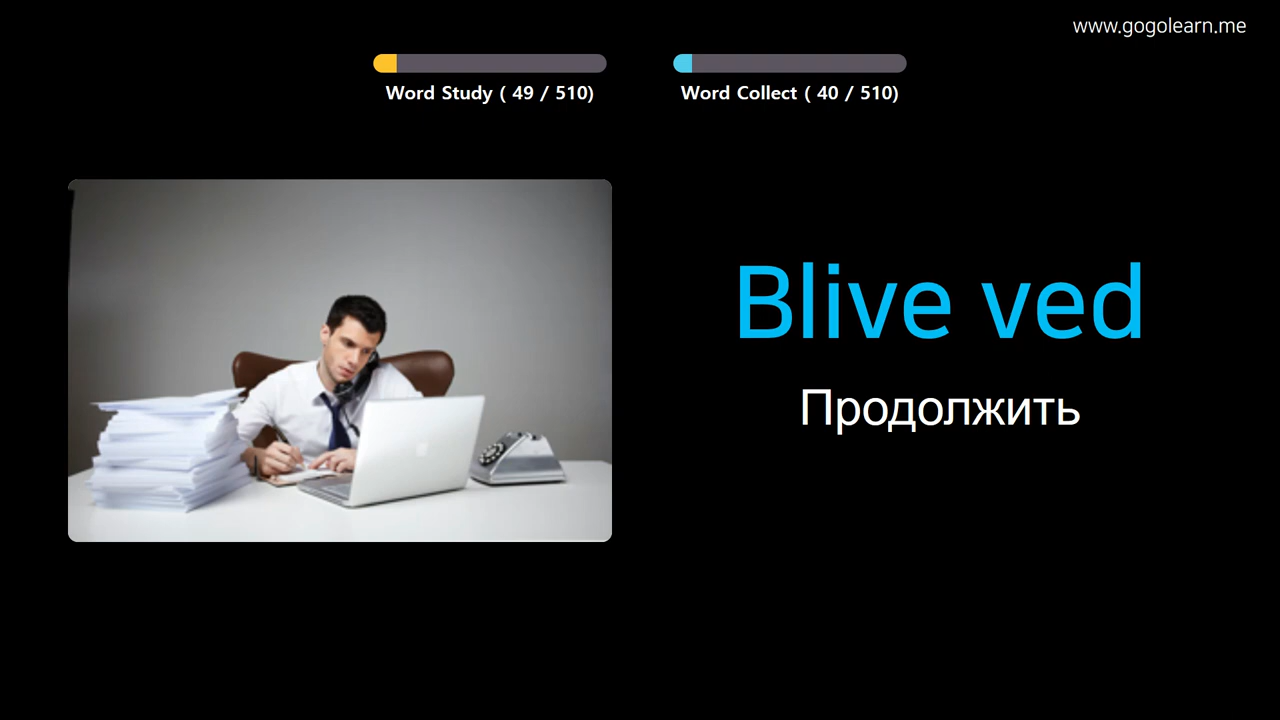 www.gogolearn.me
Word Study ( 49 / 510)
Word Collect ( 40 / 510)
Blive ved
Продолжить